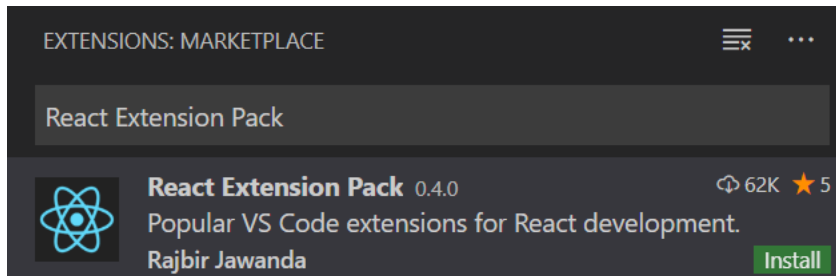 EXTENSIONS: MARKETPLACE
React Extension Pack
React Extension Pack 0.4.0 62K 5
Popular VS Code extensions for React development.
Rajbir Jawanda Install